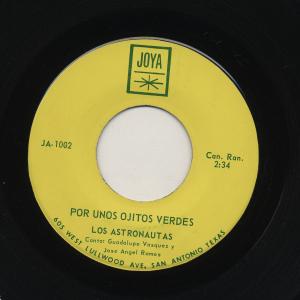 JOYA
JA-1002
Can. Ran.
2:34
POR UNOS OJITOS VERDES
LOS ASTRONAUTAS
Canta: Guadalupe Vasquez y
Jose Angel Ramos
605 WEST LULLWOOD AVE, SAN ANTONIO TEXAS